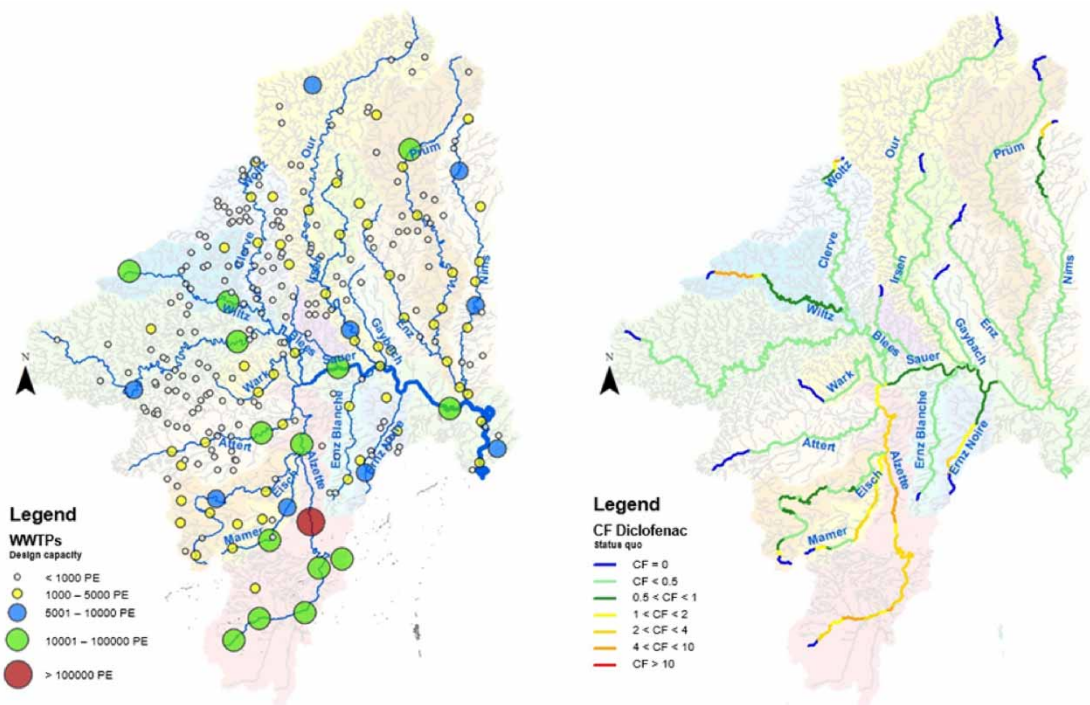 Our
Prüm
Woltz
Clerve
Nims
Irsen
Wiltz
Gaybach
Enz
Blees
Sauer
Wark
Attert
Ernz Blanche
Ernz Noire
Alzette
Eisch
Mamer
N
Legend
WWTPs
Design capacity
< 1000 PE
1000 – 5000 PE
5001 – 10000 PE
10001 – 100000 PE
> 100000 PE
Our
Prüm
Woltz
Clerve
Nims
Irsen
Wiltz
Gaybach
Enz
Blees
Sauer
Wark
Attert
Ernz Blanche
Ernz Noire
Alzette
Eisch
Mamer
N
Legend
CF Diclofenac
Status quo
CF = 0
CF < 0.5
0.5 < CF < 1
1 < CF < 2
2 < CF < 4
4 < CF < 10
CF > 10